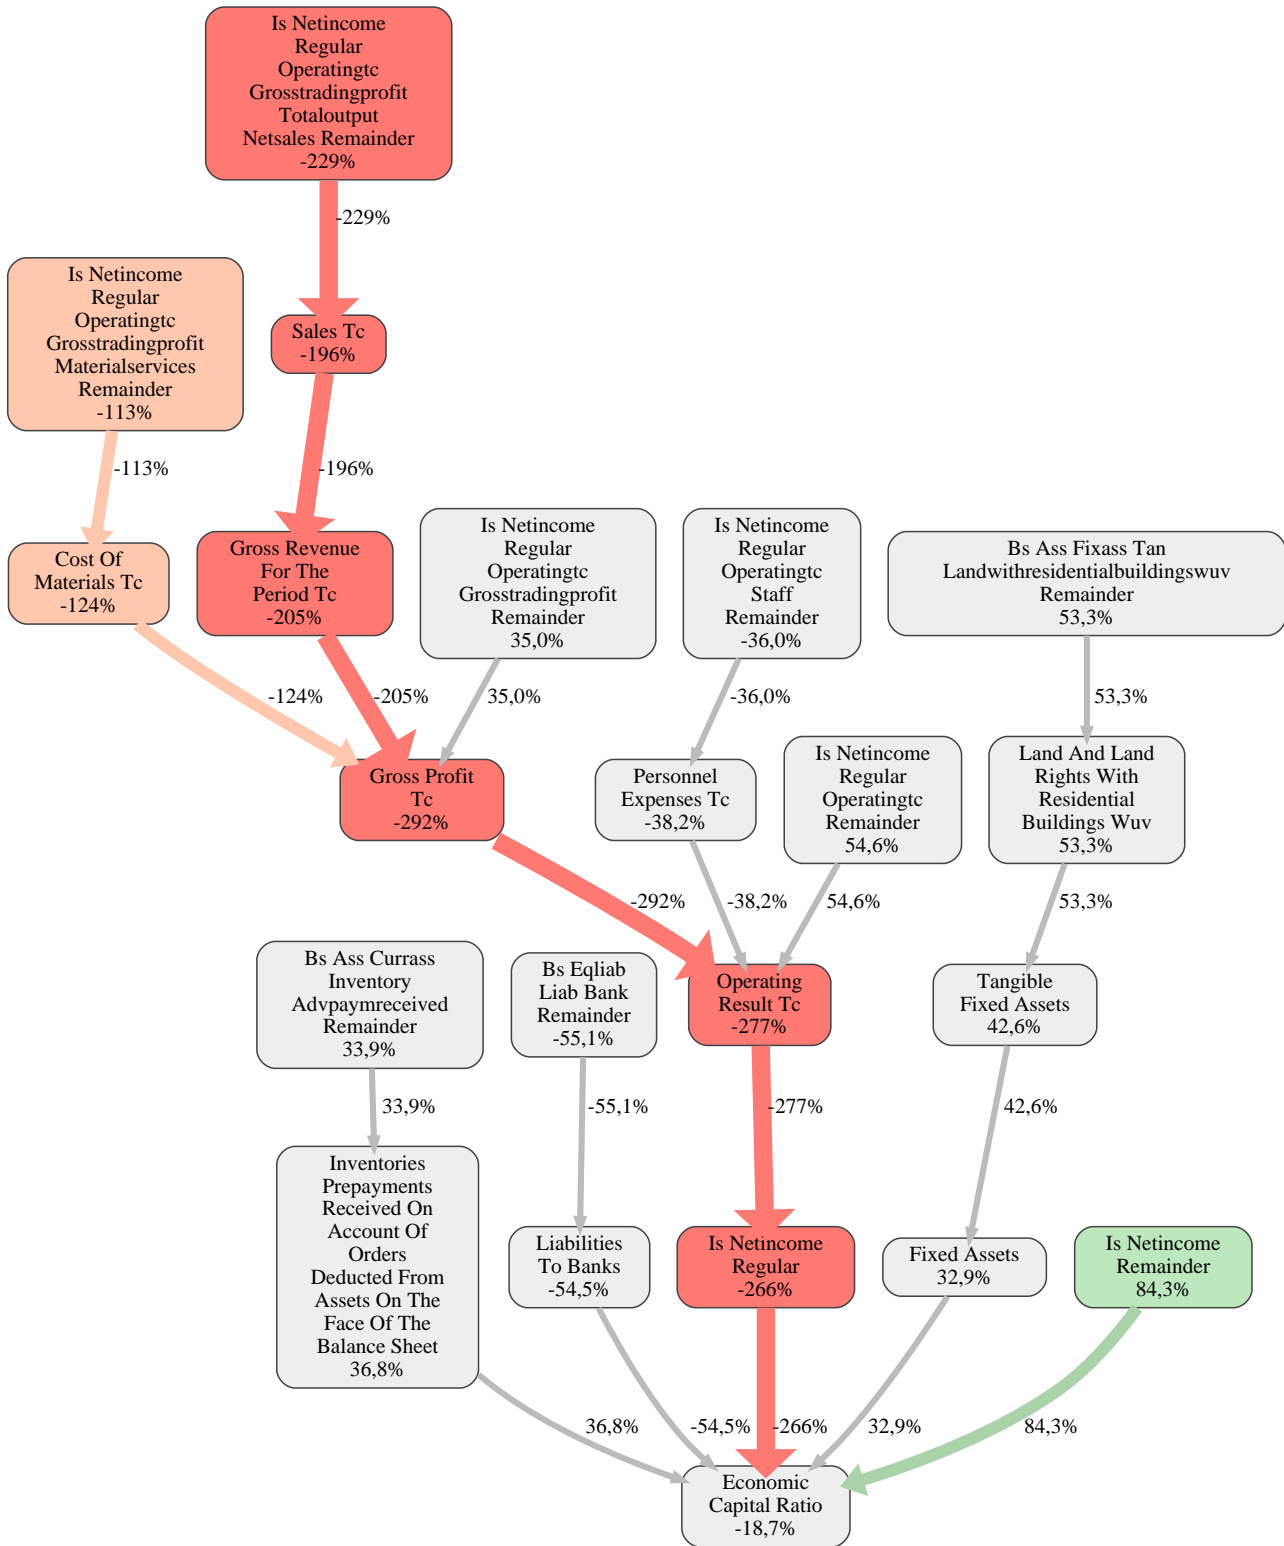 Is Netincome
Regular
Operatingtc
Grosstradingprofit
Totaloutput
Netsales Remainder
-229%
-229%
Is Netincome
Regular
Operatingtc
Grosstradingprofit
Materialservices
Remainder
-113%
Sales Tc
-196%
-113%
-196%
Cost Of
Materials Tc
-124%
Gross Revenue
For The
Period Tc
-205%
Is Netincome
Regular
Operatingtc
Grosstradingprofit
Remainder
35,0%
Is Netincome
Regular
Operatingtc
Staff
Remainder
-36,0%
Bs Ass Fixass Tan
Landwithresidentialbuildingswuv
Remainder
53,3%
-124%
-205%
35,0%
-36,0%
53,3%
Gross Profit
Tc
-292%
Personnel
Expenses Tc
-38,2%
Is Netincome
Regular
Operatingtc
Remainder
54,6%
Land And Land
Rights With
Residential
Buildings Wuv
53,3%
-292%
-38,2%
54,6%
53,3%
Bs Ass Currass
Inventory
Advpaymreceived
Remainder
33,9%
Bs Eqliab
Liab Bank
Remainder
-55,1%
Operating
Result Tc
-277%
Tangible
Fixed Assets
42,6%
33,9%
-55,1%
-277%
42,6%
Inventories
Prepayments
Received On
Account Of
Orders
Deducted From
Assets On The
Face Of The
Balance Sheet
36,8%
Liabilities
To Banks
-54,5%
Is Netincome
Regular
-266%
Fixed Assets
32,9%
Is Netincome
Remainder
84,3%
36,8%
-54,5%
-266%
32,9%
84,3%
Economic
Capital Ratio
-18,7%